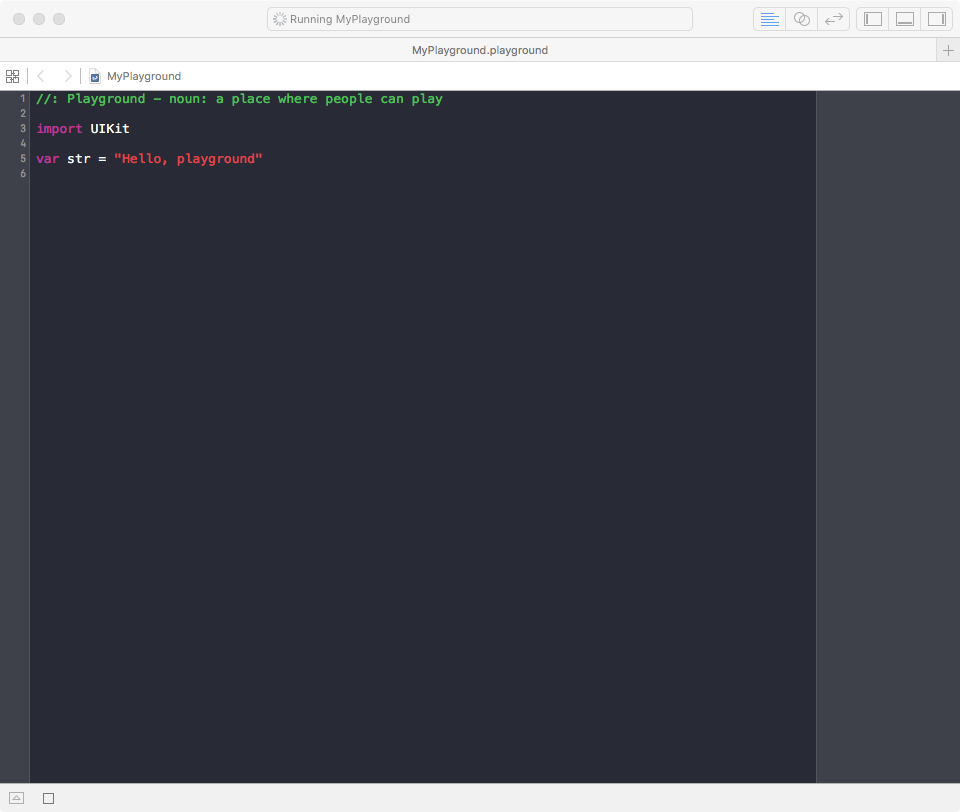 Running MyPlayground
MyPlayground.playground
MyPlayground
1 //: Playground - noun: a place where people can play
2
3 import UIKit
4
5 var str = "Hello, playground"
6